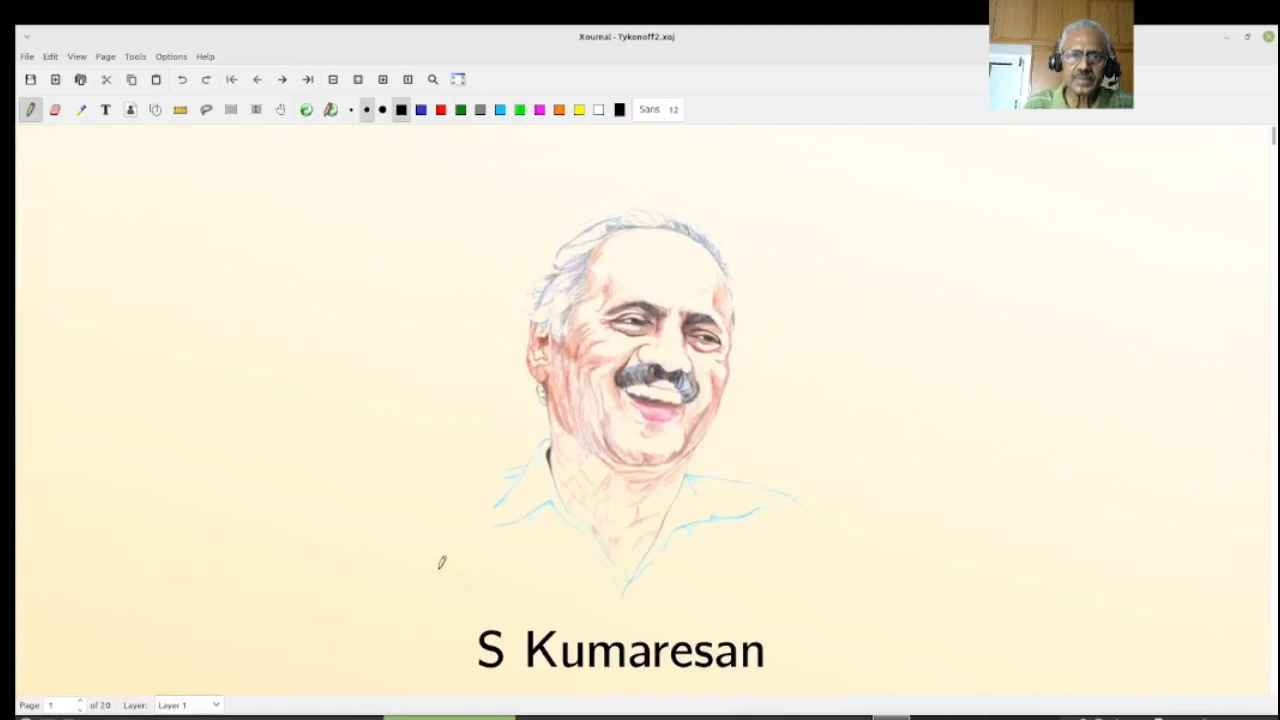 Xournal - Tykonoff2.xoj
File Edit View Page Tools Options Help
Sans 12
S Kumaresan
Page 1 of 20 Layer: Layer 1